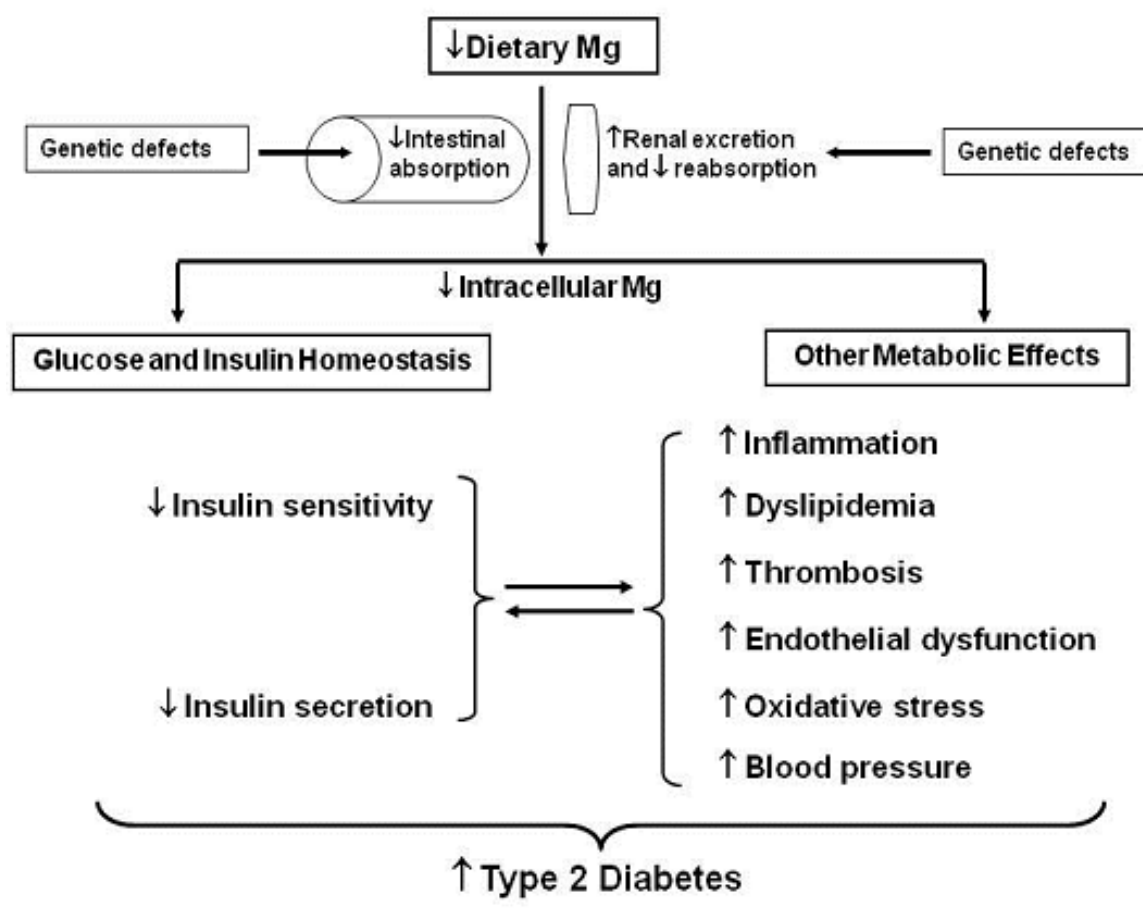 ↓Dietary Mg
Genetic defects
↓Intestinal
absorption
↑Renal excretion
and ↓ reabsorption
Genetic defects
↓ Intracellular Mg
Glucose and Insulin Homeostasis
Other Metabolic Effects
↓ Insulin sensitivity
↓ Insulin secretion
↑ Inflammation
↑ Dyslipidemia
↑ Thrombosis
↑ Endothelial dysfunction
↑ Oxidative stress
↑ Blood pressure
↑ Type 2 Diabetes